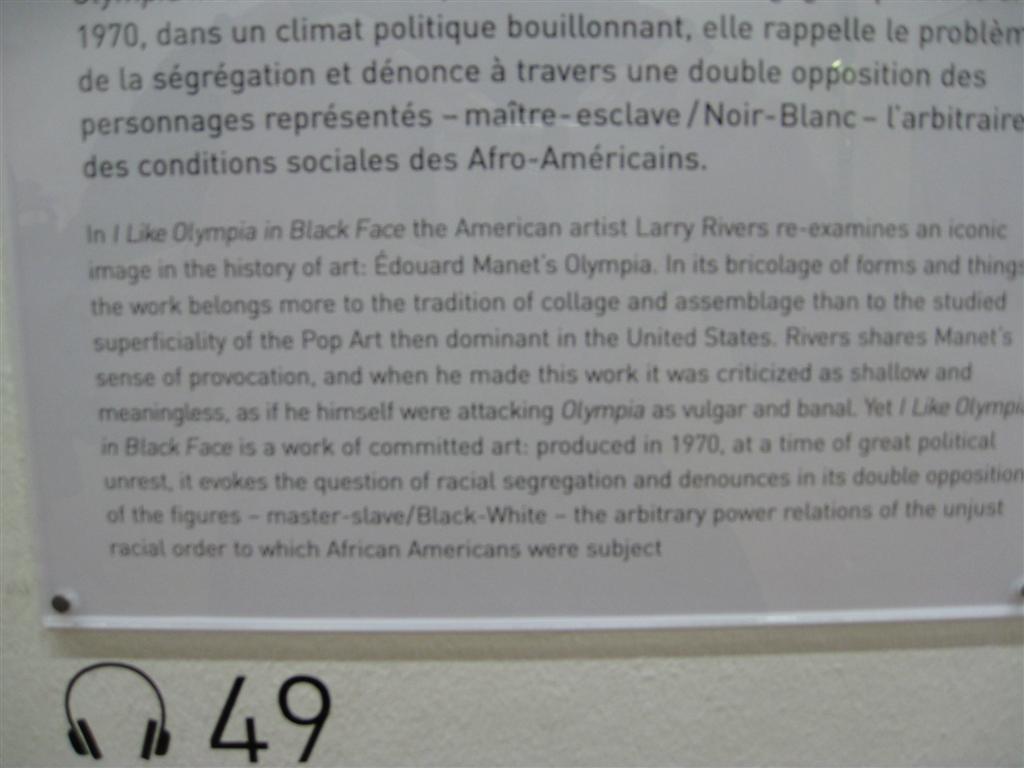 1970, dans un climat politique bouillonnant, elle rappelle le problèm
de la ségrégation et dénonce à travers une double opposition des
personnages représentés – maître-esclave/Noir-Blanc – l'arbitraire
des conditions sociales des Afro-Américains.
In I Like Olympia in Black Face the American artist Larry Rivers re-examines an iconic
image in the history of art: Édouard Manet's Olympia. In its bricolage of forms and things
the work belongs more to the tradition of collage and assemblage than to the studied
superficiality of the Pop Art then dominant in the United States. Rivers shares Manet's
sense of provocation, and when he made this work it was criticized as shallow and
meaningless, as if he himself were attacking Olympia as vulgar and banal. Yet I Like Olympia
in Black Face is a work of committed art: produced in 1970, at a time of great political
unrest, it evokes the question of racial segregation and denounces in its double opposition
of the figures – master-slave/Black-White – the arbitrary power relations of the unjust
racial order to which African Americans were subject
49